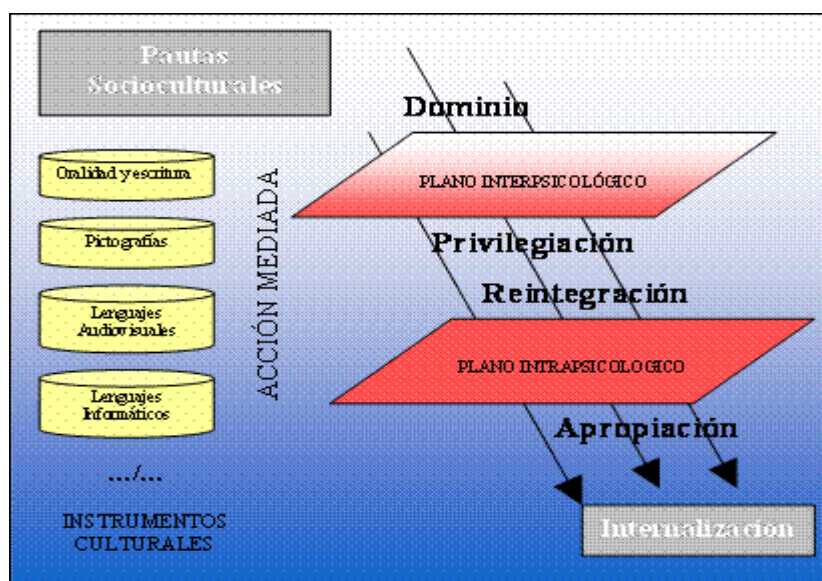 Pautas
Socioculturales
Oralidad y escritura
Pictografías
Lenguajes
Audiovisuales
Lenguajes
Informáticos
.../...
INSTRUMENTOS
CULTURALES
ACCIÓN MEDIADA
Dominio
PLANO INTERPSICOLÓGICO
Privilegiación
Reintegración
PLANO INTRAPSICOLOGICO
Apropiación
Internalización